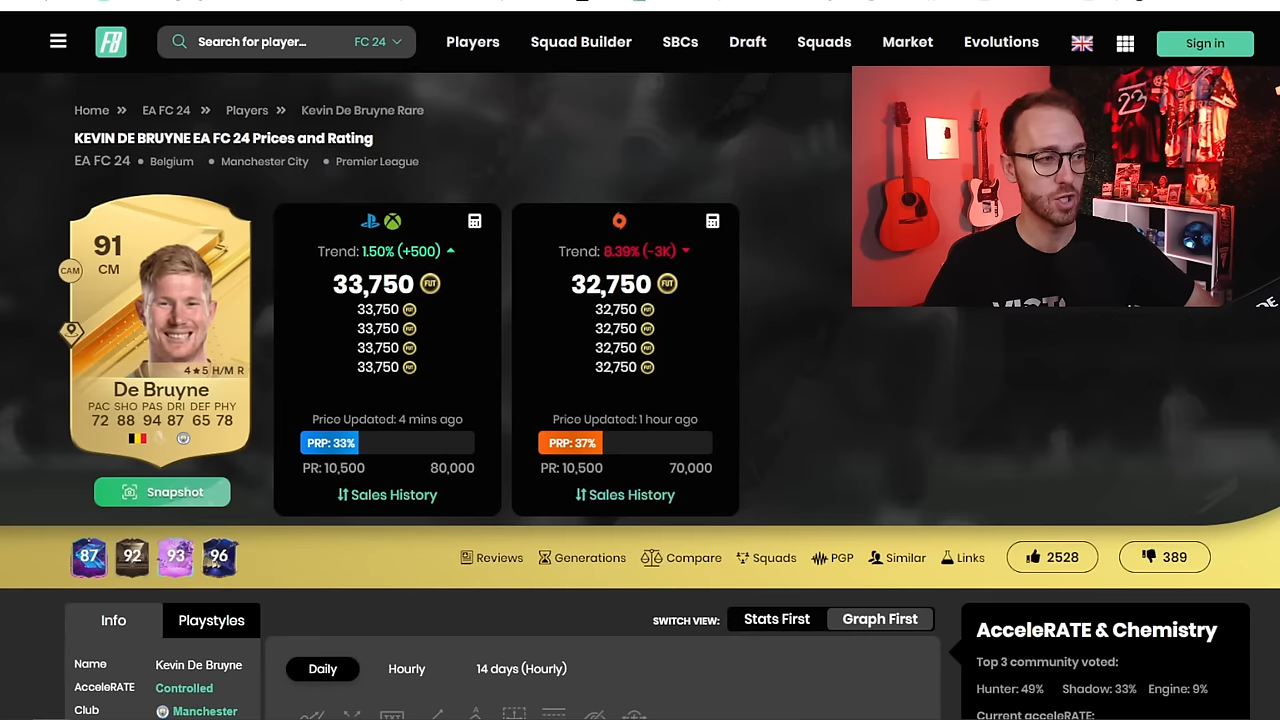 FB
Search for player...
FC 24
Players
Squad Builder
SBCs
Draft
Squads
Market
Evolutions
Sign in
Home » EA FC 24 » Players » Kevin De Bruyne Rare
KEVIN DE BRUYNE EA FC 24 Prices and Rating
EA FC 24 • Belgium • Manchester City • Premier League
91
CM
CAM
4★5 H/M R
De Bruyne
PAC SHO PAS DRI DEF PHY
72 88 94 87 65 78
Snapshot
Trend: 1.50% (+500)
33,750 FUT
33,750
33,750
33,750
33,750
Price Updated: 4 mins ago
PRP: 33%
PR: 10,500 80,000
Sales History
Trend: 8.39% (-3K)
32,750 FUT
32,750
32,750
32,750
32,750
Price Updated: 1 hour ago
PRP: 37%
PR: 10,500 70,000
Sales History
23
87
92
93
96
Reviews
Generations
Compare
Squads
PGP
Similar
Links
2528
389
Info
Playstyles
SWITCH VIEW:
Stats First
Graph First
Name Kevin De Bruyne
AcceleRATE Controlled
Club Manchester
Daily
Hourly
14 days (Hourly)
TXT
AcceleRATE & Chemistry
Top 3 community voted:
Hunter: 49% Shadow: 33% Engine: 9%
Current acceleRATE: